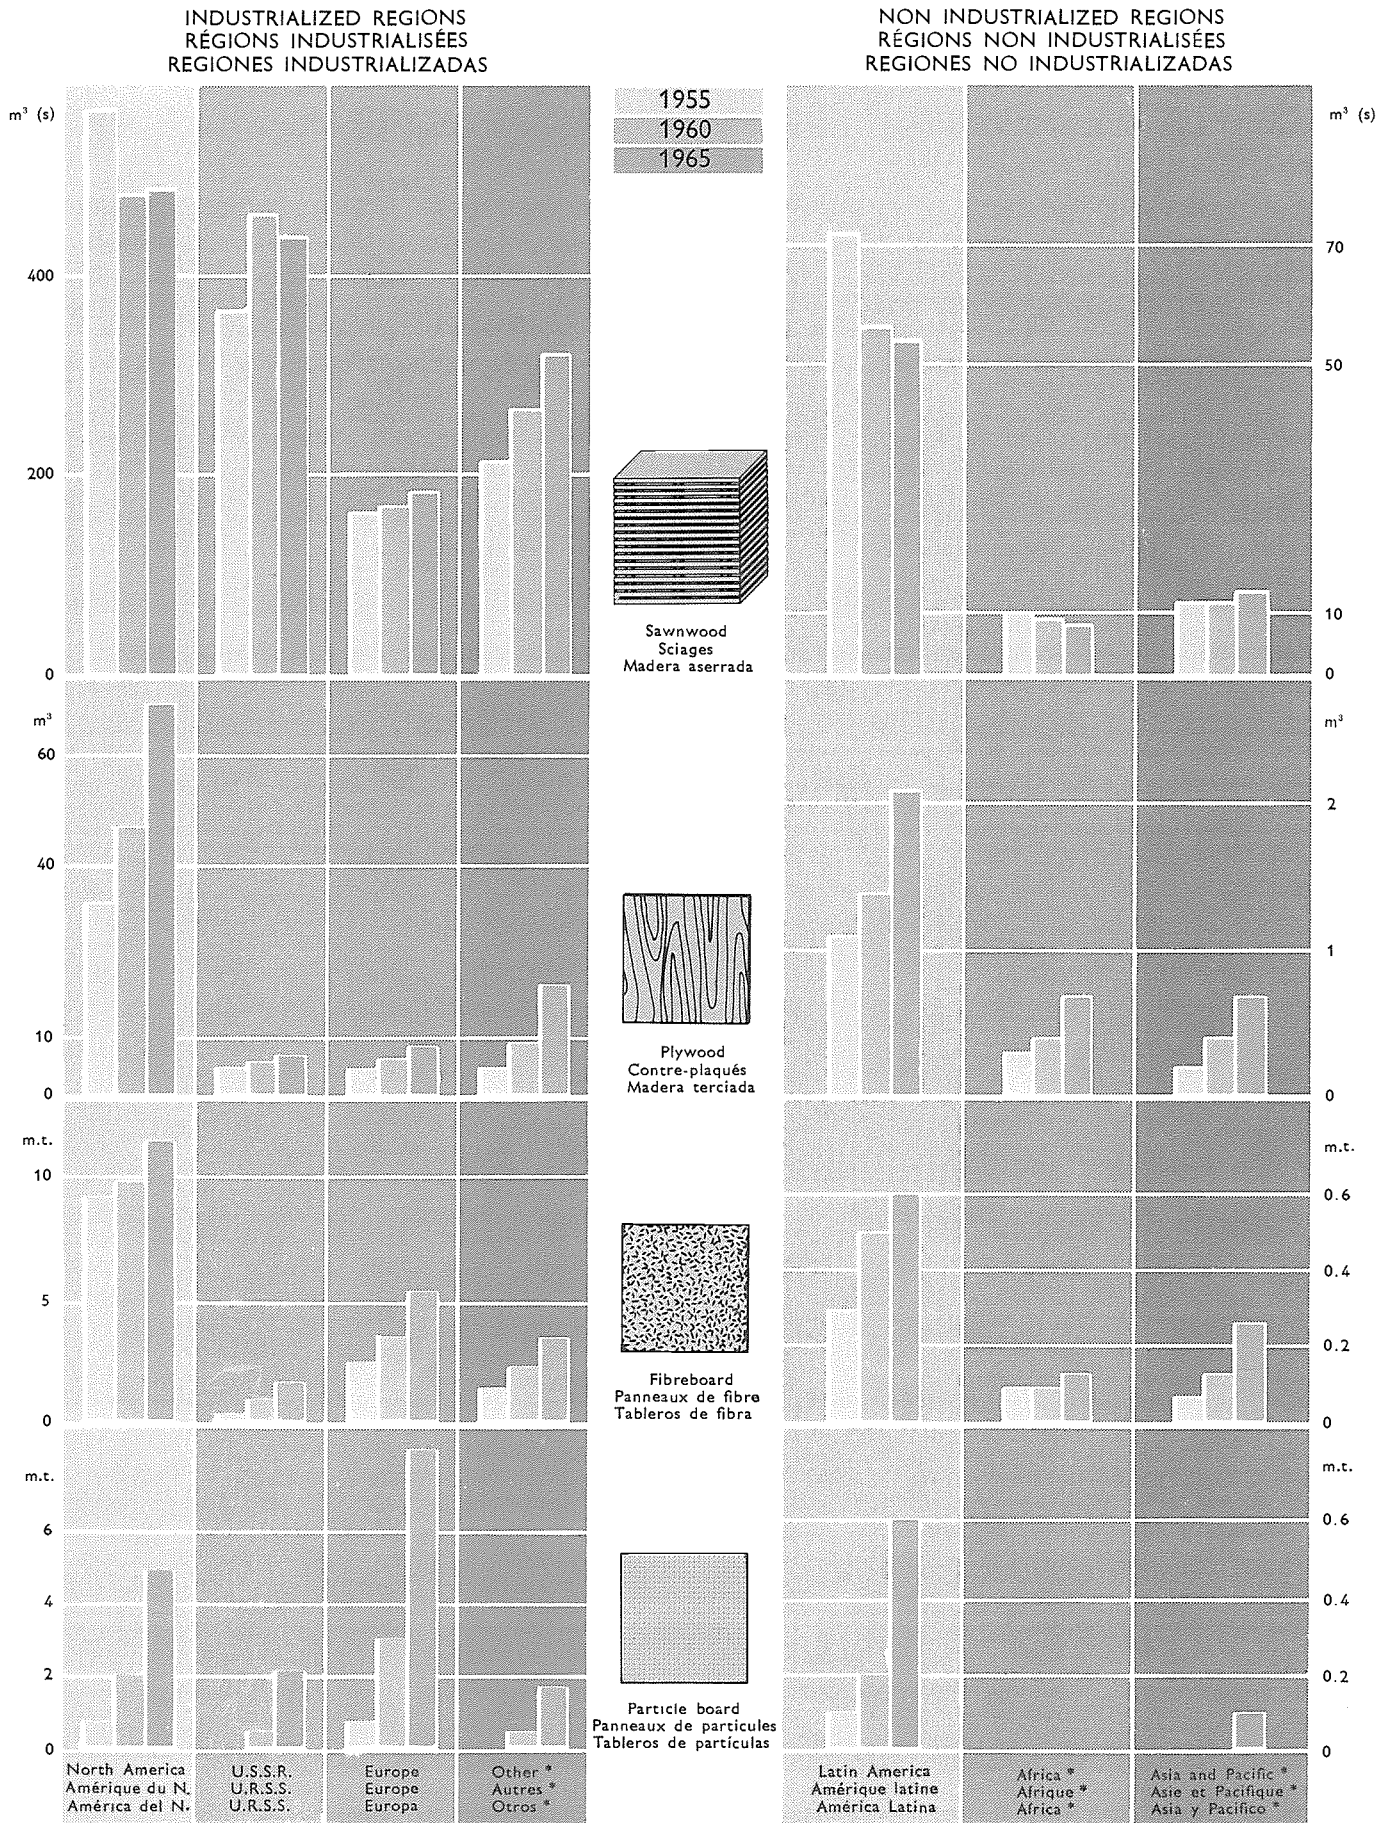 INDUSTRIALIZED REGIONS
RÉGIONS INDUSTRIALISÉES
REGIONES INDUSTRIALIZADAS
NON INDUSTRIALIZED REGIONS
RÉGIONS NON INDUSTRIALISÉES
REGIONES NO INDUSTRIALIZADAS
1955
1960
1965
m³ (s)
400
200
0
m³ (s)
70
50
10
0
Sawnwood
Sciages
Madera aserrada
m³
60
40
10
0
m³
2
1
0
Plywood
Contre-plaqués
Madera terciada
m.t.
10
5
0
m.t.
0.6
0.4
0.2
0
Fibreboard
Panneaux de fibre
Tableros de fibra
m.t.
6
4
2
0
m.t.
0.6
0.4
0.2
0
Particle board
Panneaux de particules
Tableros de partículas
North America
Amérique du N.
América del N.
U.S.S.R.
U.R.S.S.
U.R.S.S.
Europe
Europe
Europa
Other *
Autres *
Otros *
Latin America
Amérique latine
América Latina
Africa *
Afrique *
Africa *
Asia and Pacific *
Asie et Pacifique *
Asia y Pacífico *